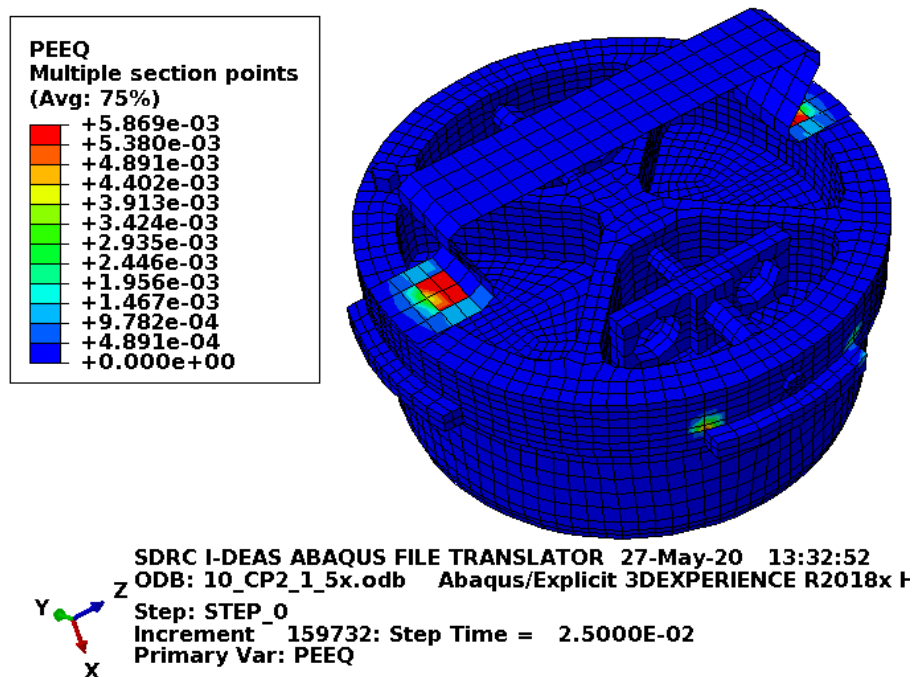 PEEQ
Multiple section points
(Avg: 75%)
+5.869e-03
+5.380e-03
+4.891e-03
+4.402e-03
+3.913e-03
+3.424e-03
+2.935e-03
+2.446e-03
+1.956e-03
+1.467e-03
+9.782e-04
+4.891e-04
+0.000e+00
SDRC I-DEAS ABAQUS FILE TRANSLATOR 27-May-20 13:32:52
ODB: 10_CP2_1_5x.odb Abaqus/Explicit 3DEXPERIENCE R2018x H
Step: STEP_0
Increment 159732: Step Time = 2.5000E-02
Primary Var: PEEQ
Y
Z
X